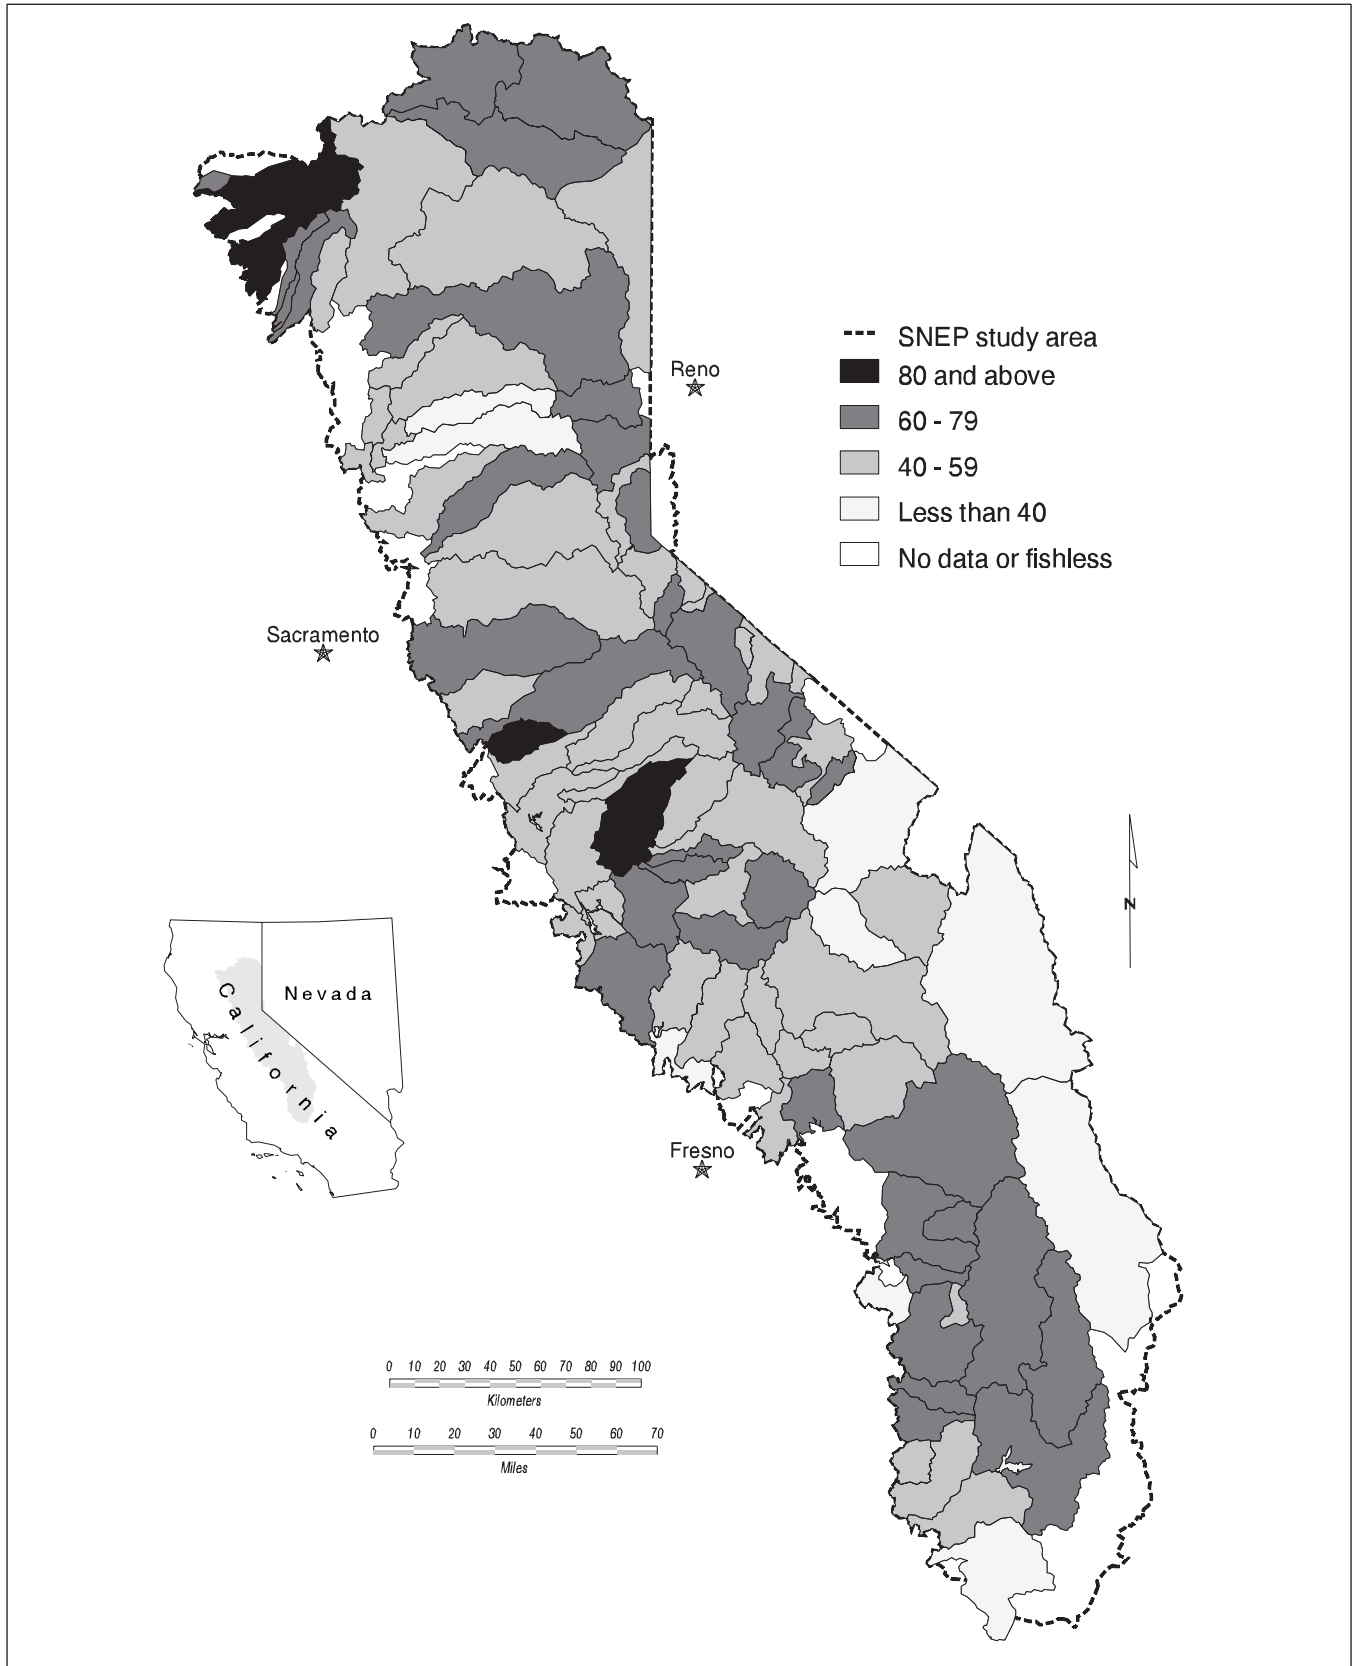 Reno
SNEP study area
80 and above
60 - 79
40 - 59
Less than 40
No data or fishless
Sacramento
N
Nevada
California
Fresno
0 10 20 30 40 50 60 70 80 90 100
Kilometers
0 10 20 30 40 50 60 70
Miles